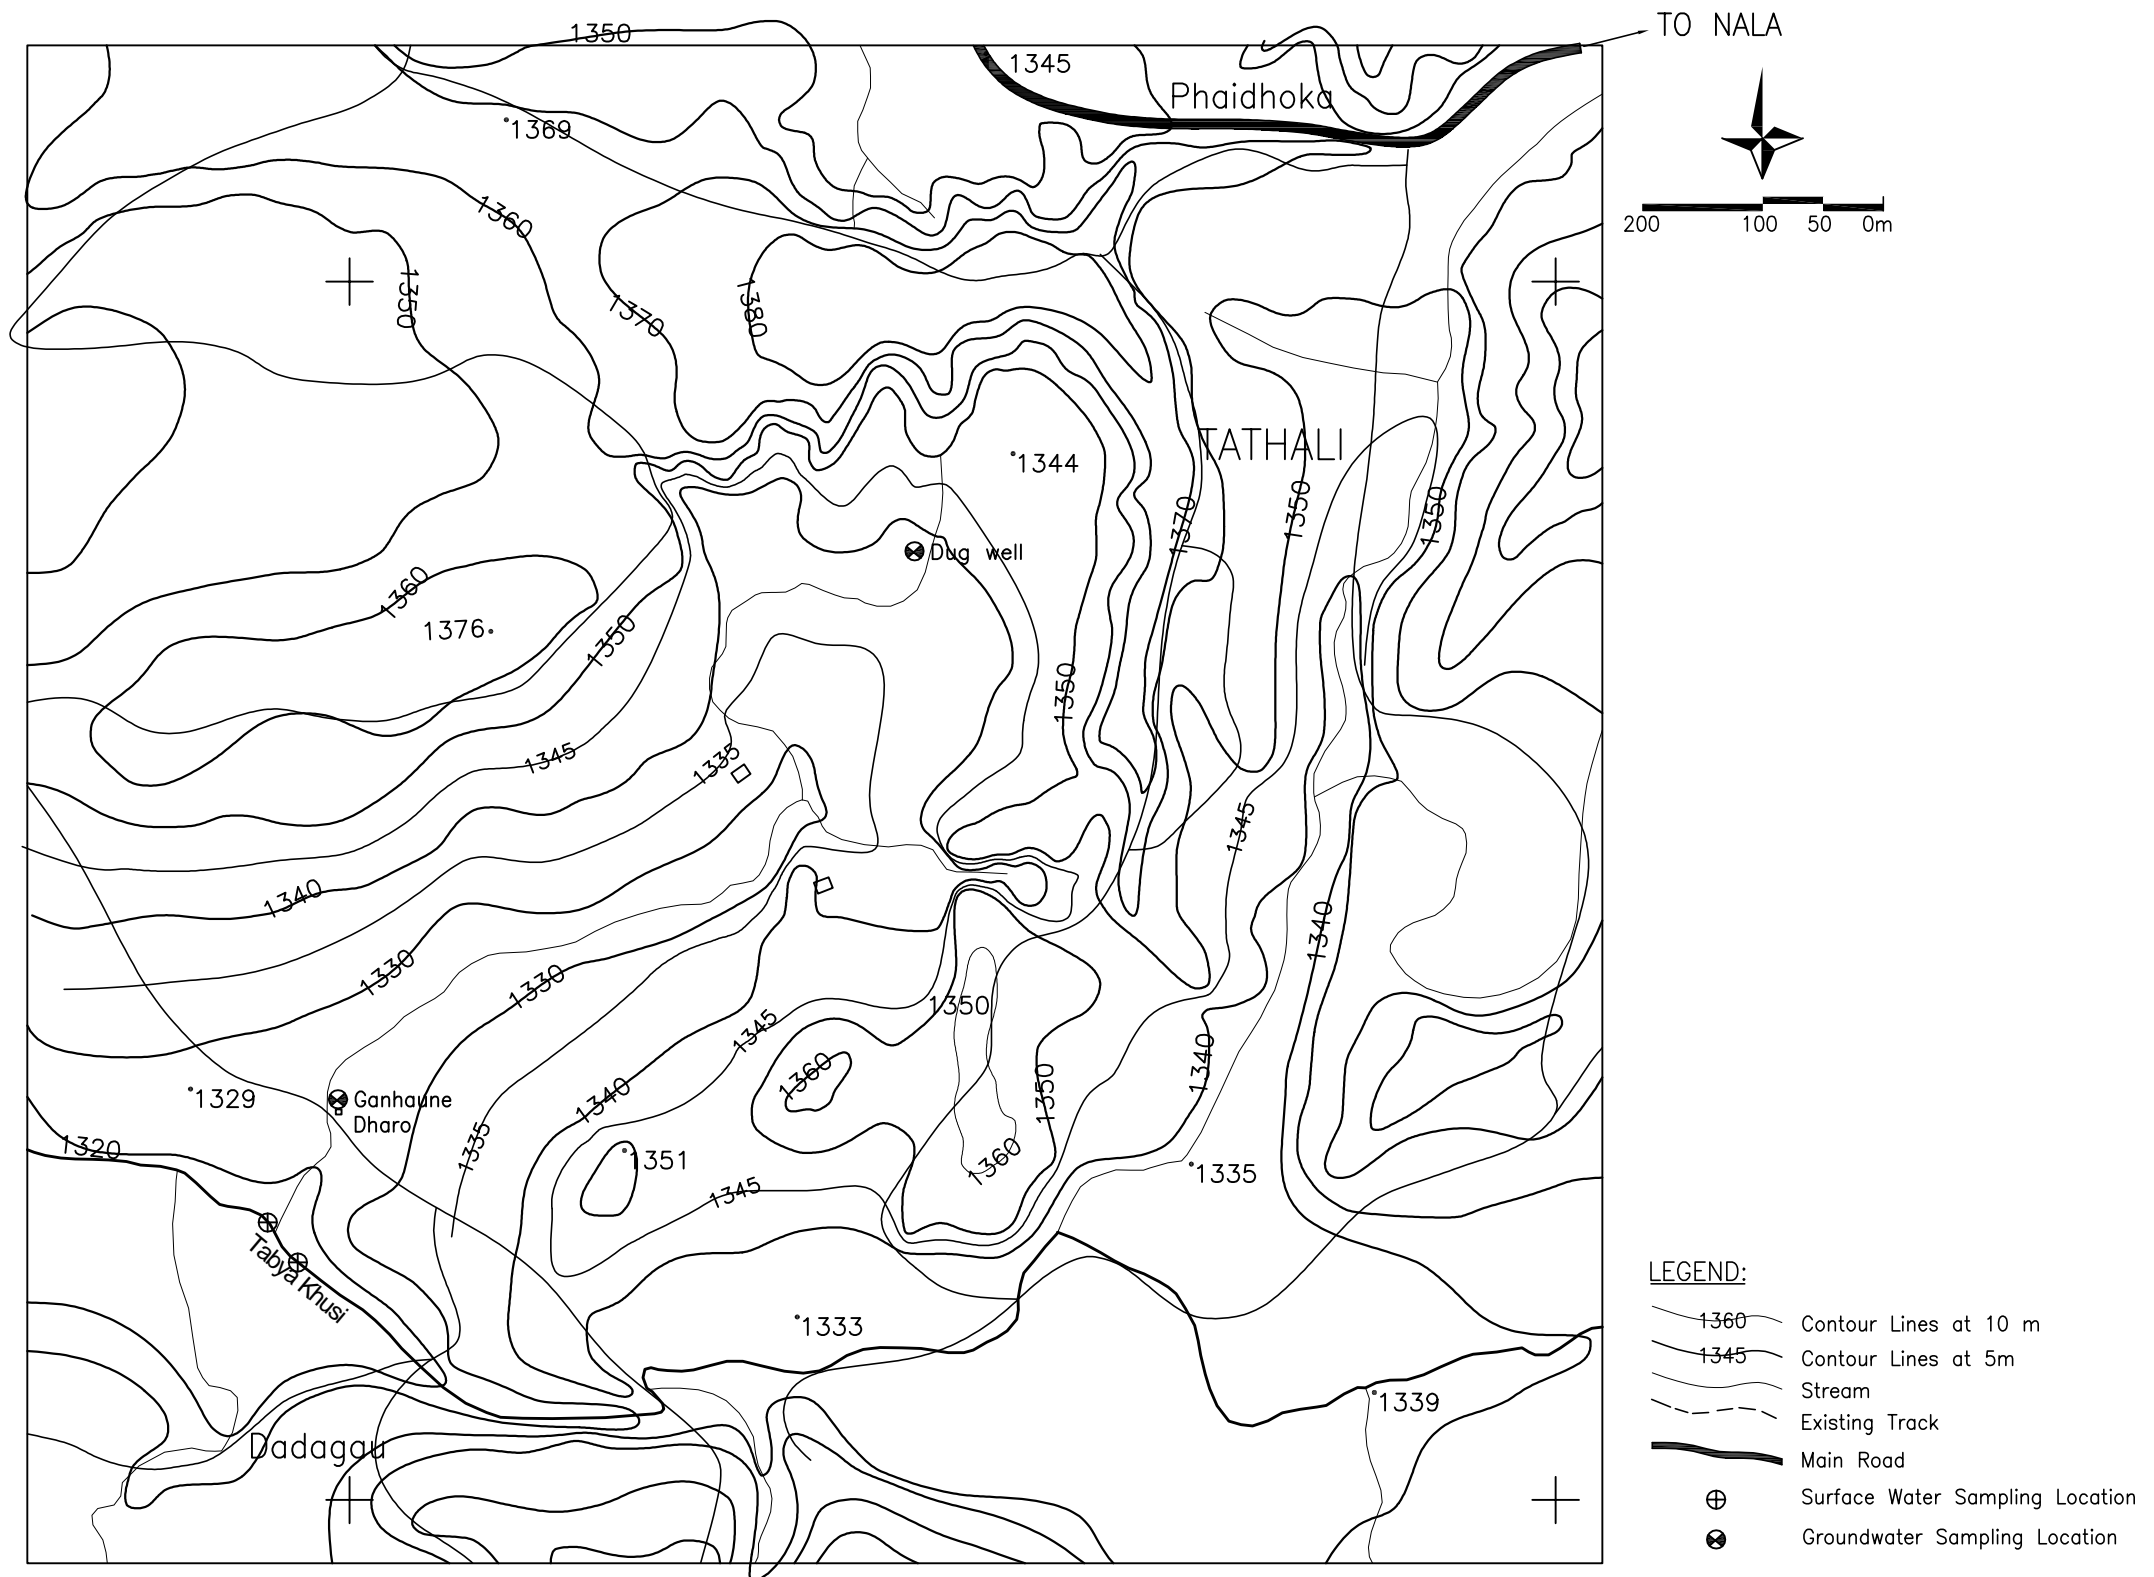 TO NALA
1350
1345
Phaidhoka
1369
200 100 50 0m
1360
1350
1370
1380
TATHALI
1344
1350
1370
1350
Dug well
1360
1376
1350
1350
1335
1345
1345
1340
1340
1330
1330
1350
1345
1360
1340
1350
1329
Ganhaune
Dharo
1340
1335
1320
1351
1360
1335
1345
Tabya Khusi
1333
1339
Dadagau
LEGEND:
1360 Contour Lines at 10 m
1345 Contour Lines at 5m
Stream
Existing Track
Main Road
Surface Water Sampling Location
Groundwater Sampling Location